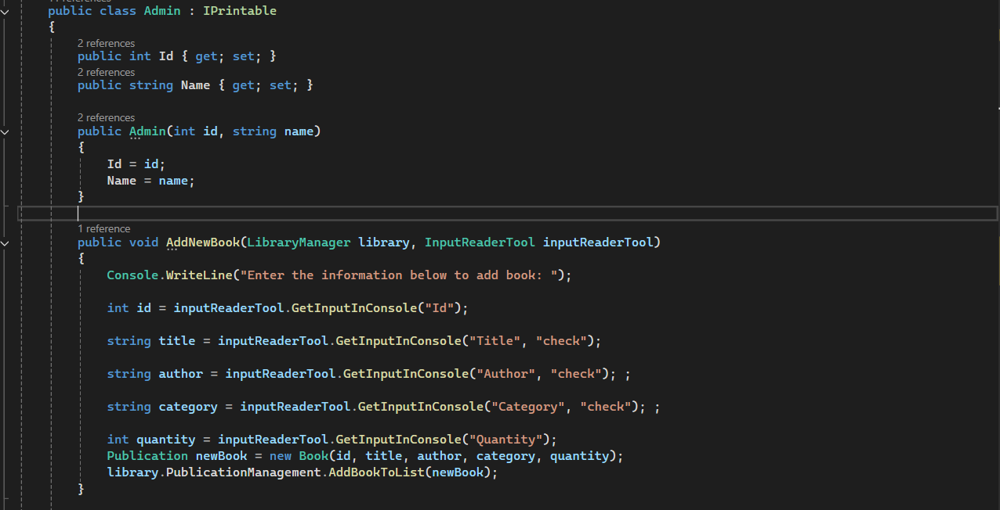 public class Admin : IPrintable
{
2 references
public int Id { get; set; }
2 references
public string Name { get; set; }
2 references
public Admin(int id, string name)
{
Id = id;
Name = name;
}
1 reference
public void AddNewBook(LibraryManager library, InputReaderTool inputReaderTool)
{
Console.WriteLine("Enter the information below to add book: ");
int id = inputReaderTool.GetInputInConsole("Id");
string title = inputReaderTool.GetInputInConsole("Title", "check");
string author = inputReaderTool.GetInputInConsole("Author", "check"); ;
string category = inputReaderTool.GetInputInConsole("Category", "check"); ;
int quantity = inputReaderTool.GetInputInConsole("Quantity");
Publication newBook = new Book(id, title, author, category, quantity);
library.PublicationManagement.AddBookToList(newBook);
}